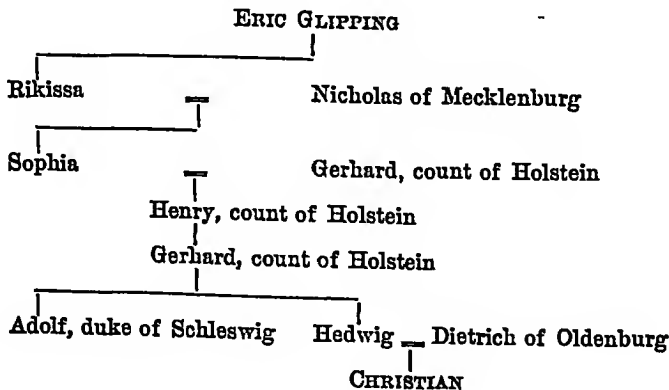 ERIC GLIPPING
Rikissa Nicholas of Mecklenburg
Sophia Gerhard, count of Holstein
Henry, count of Holstein
Gerhard, count of Holstein
Adolf, duke of Schleswig Hedwig = Dietrich of Oldenburg
CHRISTIAN